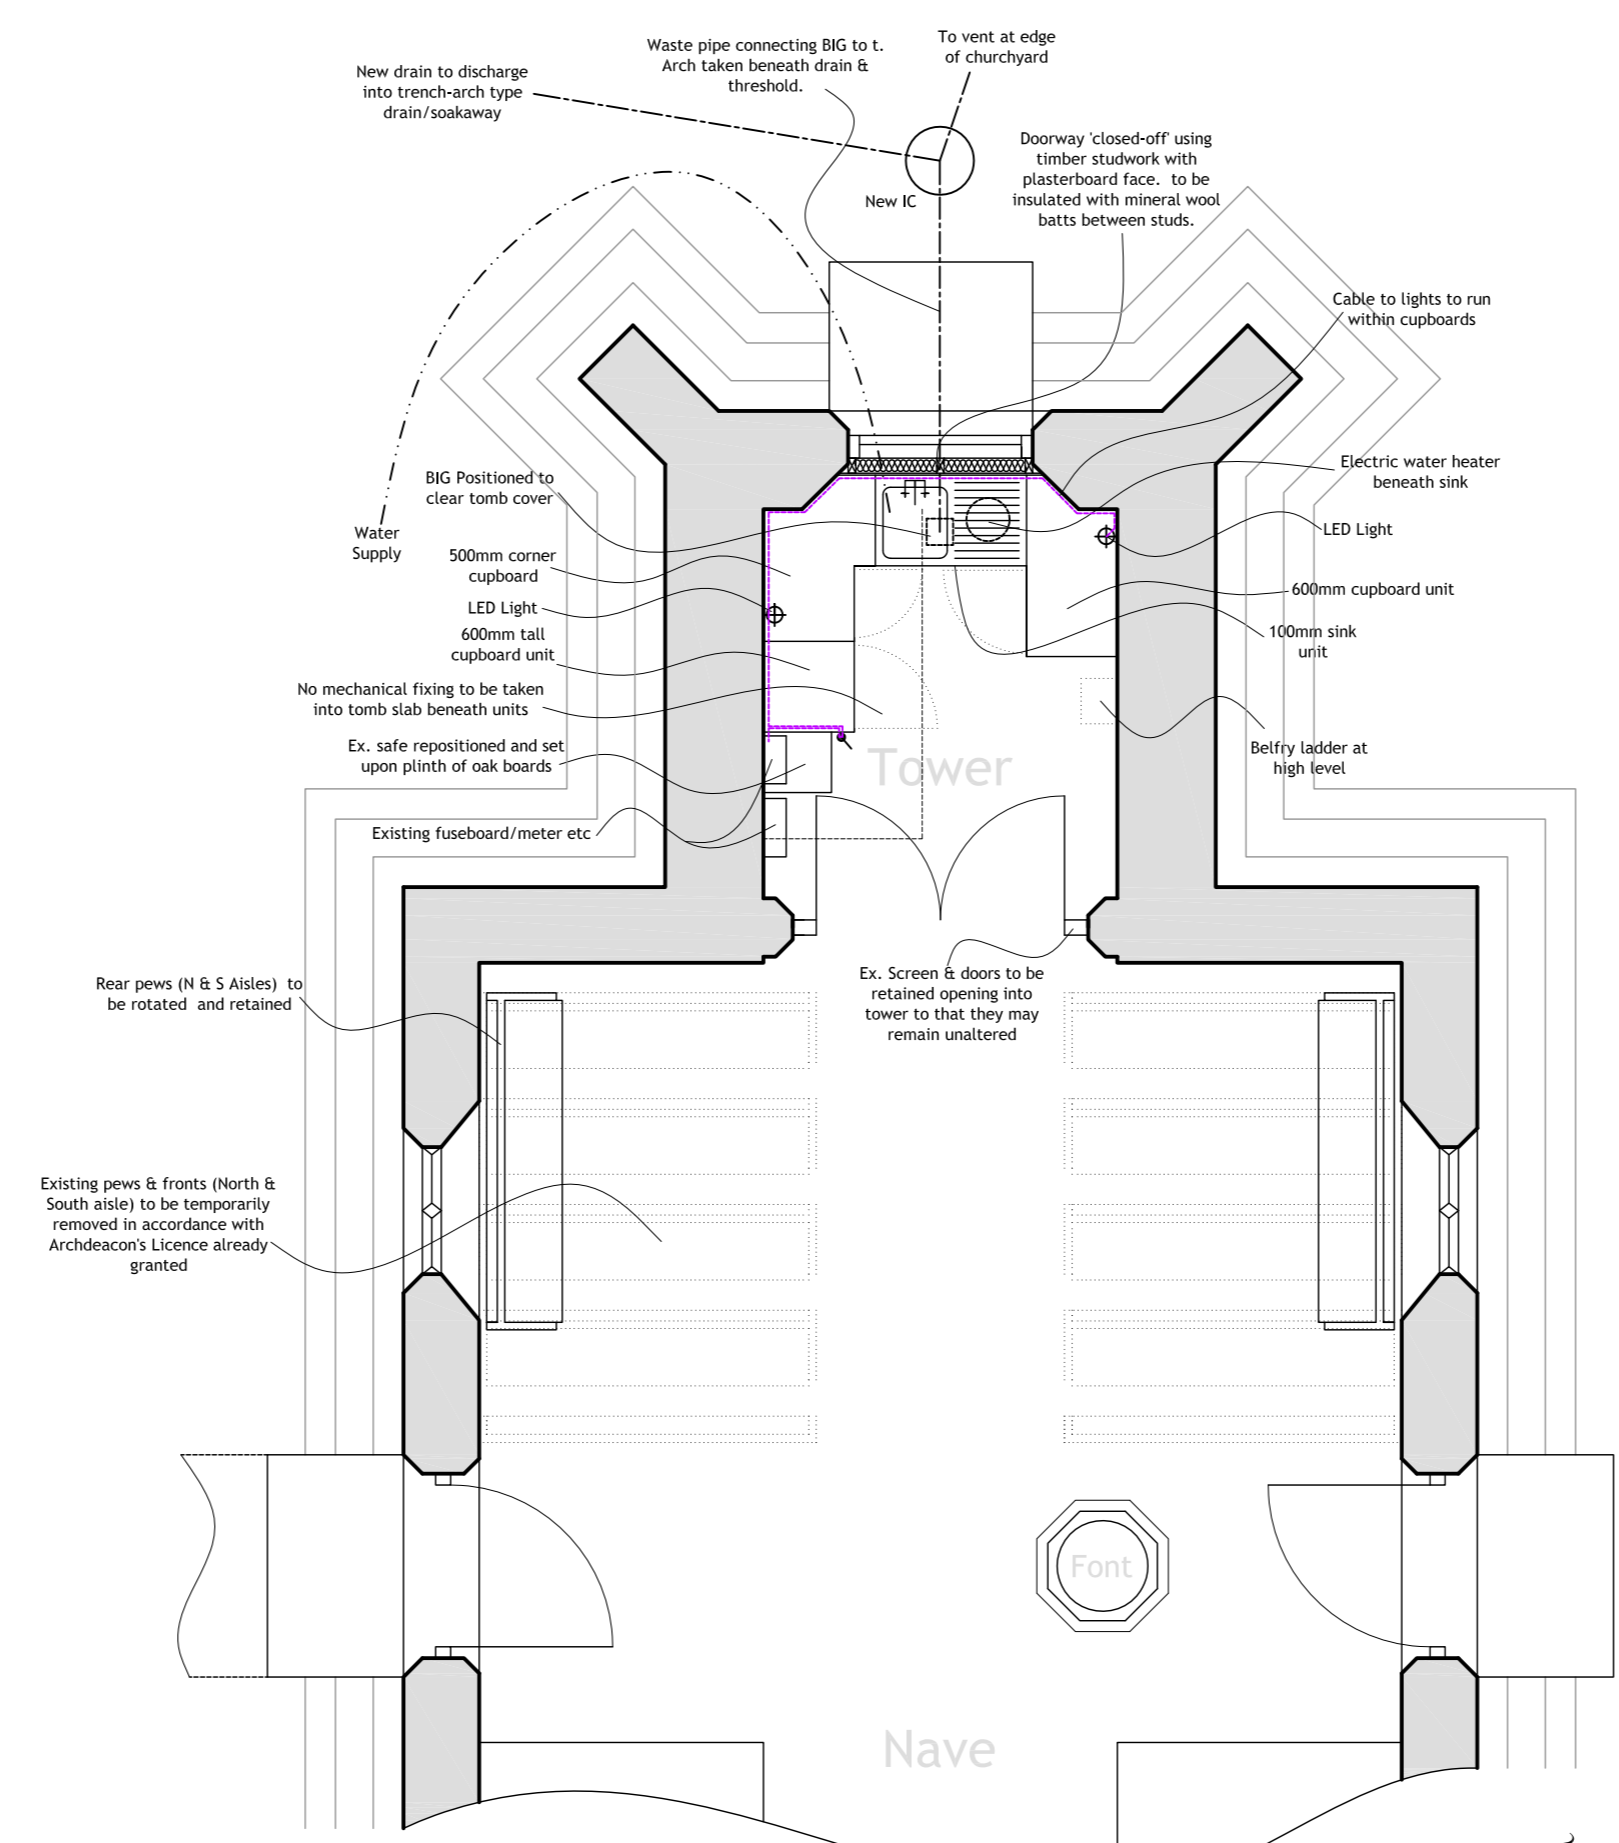 To vent at edge
of churchyard
Waste pipe connecting BIG to t.
Arch taken beneath drain &
threshold.
New drain to discharge
into trench-arch type
drain/soakaway
Doorway 'closed-off' using
timber studwork with
plasterboard face.  to be
insulated with mineral wool
batts between studs.
New IC
Cable to lights to run
within cupboards
BIG Positioned to
clear tomb cover
Electric water heater
beneath sink
Water
Supply
LED Light
500mm corner
cupboard
600mm cupboard unit
LED Light
600mm tall
cupboard unit
100mm sink
unit
No mechanical fixing to be taken
into tomb slab beneath units
Ex. safe repositioned and set
upon plinth of oak boards
Tower
Belfry ladder at
high level
Existing fuseboard/meter etc
Rear pews (N & S Aisles)  to
be rotated  and retained
Ex. Screen & doors to be
retained opening into
tower to that they may
remain unaltered
Existing pews & fronts (North &
South aisle) to be temporarily
removed in accordance with
Archdeacon's Licence already
granted
Font
Nave